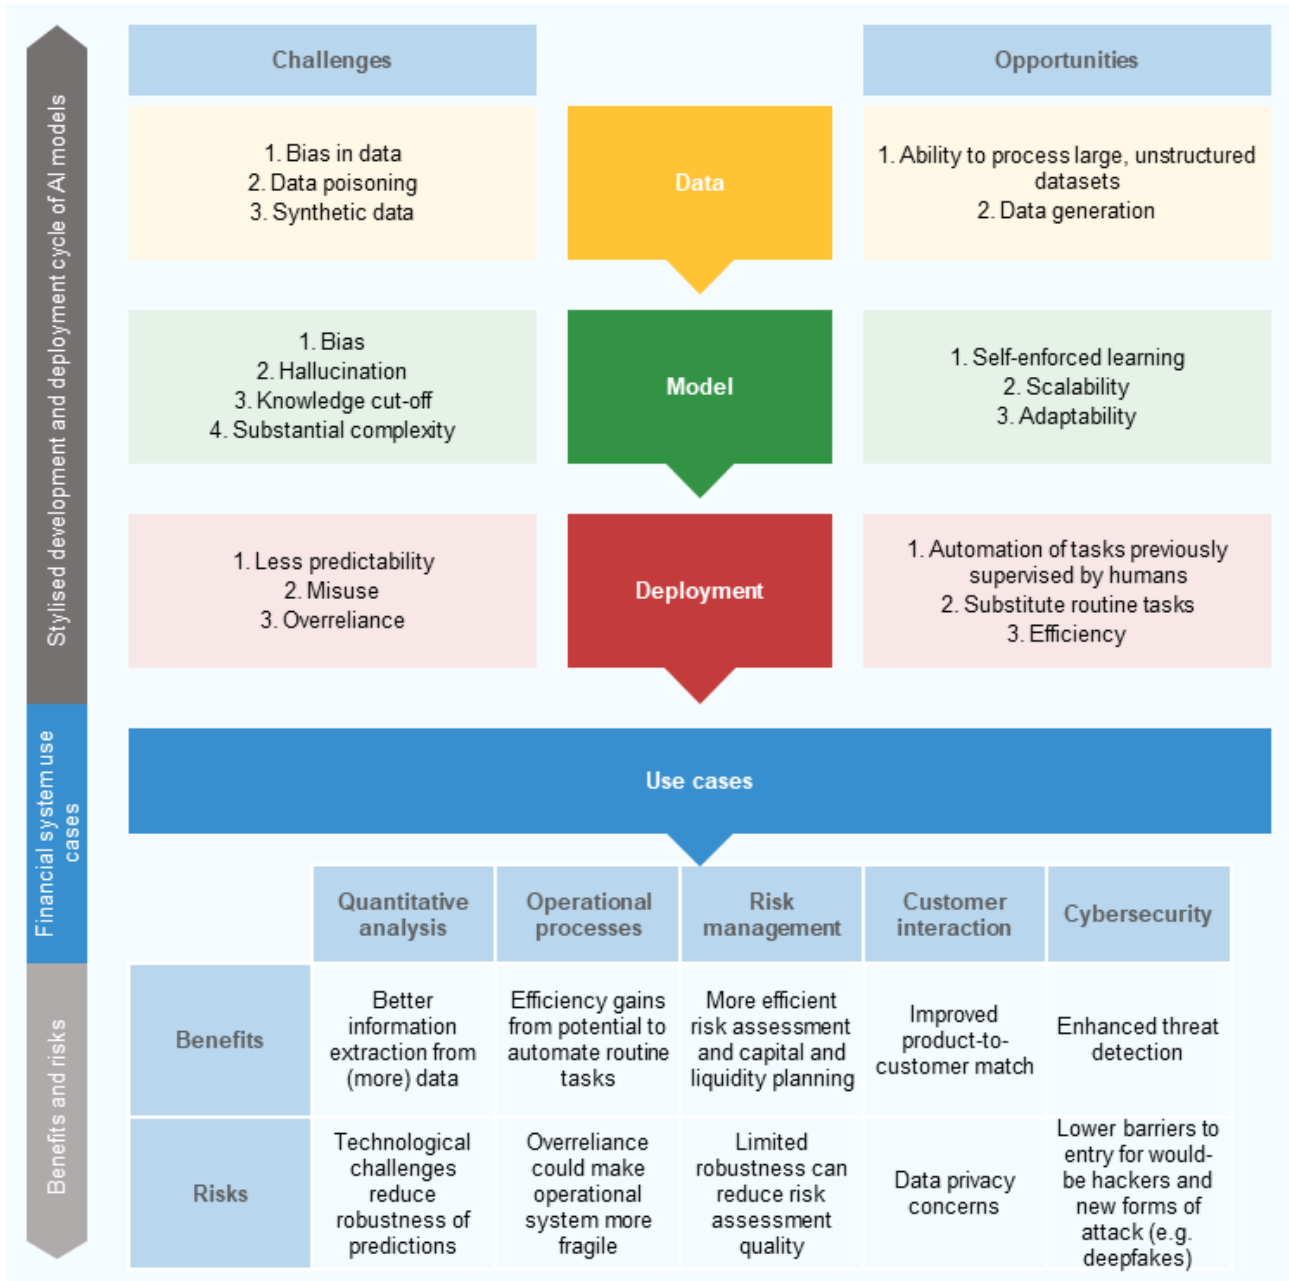 Challenges
Opportunities
Stylised development and deployment cycle of AI models
1. Bias in data
2. Data poisoning
3. Synthetic data
Data
1. Ability to process large, unstructured
datasets
2. Data generation
1. Bias
2. Hallucination
3. Knowledge cut-off
4. Substantial complexity
Model
1. Self-enforced learning
2. Scalability
3. Adaptability
1. Less predictability
2. Misuse
3. Overreliance
Deployment
1. Automation of tasks previously
supervised by humans
2. Substitute routine tasks
3. Efficiency
Financial system use
cases
Use cases
Quantitative
analysis
Operational
processes
Risk
management
Customer
interaction
Cybersecurity
Benefits and risks
Benefits
Better
information
extraction from
(more) data
Efficiency gains
from potential to
automate routine
tasks
More efficient
risk assessment
and capital and
liquidity planning
Improved
product-to-
customer match
Enhanced threat
detection
Risks
Technological
challenges
reduce
robustness of
predictions
Overreliance
could make
operational
system more
fragile
Limited
robustness can
reduce risk
assessment
quality
Data privacy
concerns
Lower barriers to
entry for would-
be hackers and
new forms of
attack (e.g.
deepfakes)